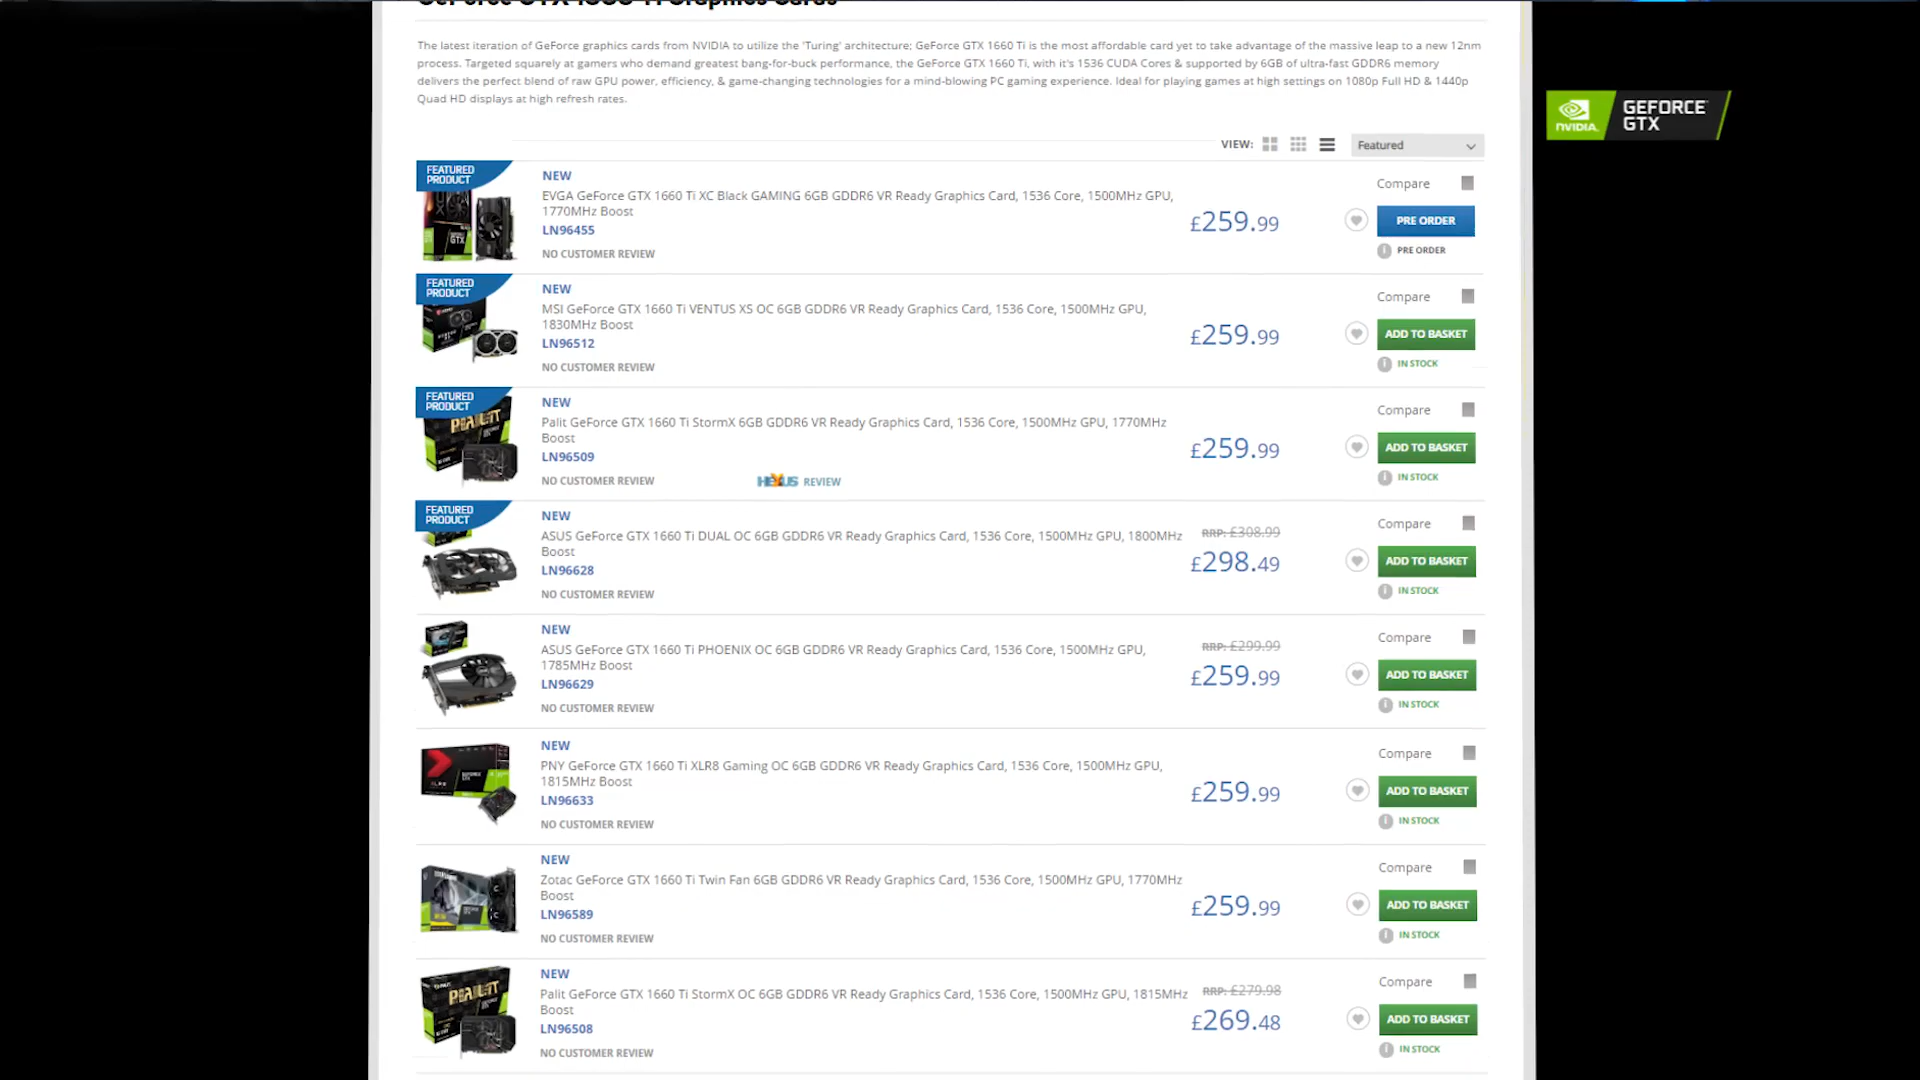 GeForce GTX 1660 Ti Graphics Cards
The latest iteration of GeForce graphics cards from NVIDIA to utilize the 'Turing' architecture; GeForce GTX 1660 Ti is the most affordable card yet to take advantage of the massive leap to a new 12nm
process. Targeted squarely at gamers who demand greatest bang-for-buck performance, the GeForce GTX 1660 Ti, with it's 1536 CUDA Cores & supported by 6GB of ultra-fast GDDR6 memory
delivers the perfect blend of raw GPU power, efficiency, & game-changing technologies for a mind-blowing PC gaming experience. Ideal for playing games at high settings on 1080p Full HD & 1440p
Quad HD displays at high refresh rates.
NVIDIA.
GEFORCE
GTX
VIEW:
Featured
FEATURED
PRODUCT
NEW
EVGA GeForce GTX 1660 Ti XC Black GAMING 6GB GDDR6 VR Ready Graphics Card, 1536 Core, 1500MHz GPU,
1770MHz Boost
LN96455
NO CUSTOMER REVIEW
£259.99
Compare
PRE ORDER
PRE ORDER
FEATURED
PRODUCT
NEW
MSI GeForce GTX 1660 Ti VENTUS XS OC 6GB GDDR6 VR Ready Graphics Card, 1536 Core, 1500MHz GPU,
1830MHz Boost
LN96512
NO CUSTOMER REVIEW
£259.99
Compare
ADD TO BASKET
IN STOCK
FEATURED
PRODUCT
NEW
Palit GeForce GTX 1660 Ti StormX 6GB GDDR6 VR Ready Graphics Card, 1536 Core, 1500MHz GPU, 1770MHz
Boost
LN96509
NO CUSTOMER REVIEW
HEXUS REVIEW
£259.99
Compare
ADD TO BASKET
IN STOCK
PALIT
FEATURED
PRODUCT
NEW
ASUS GeForce GTX 1660 Ti DUAL OC 6GB GDDR6 VR Ready Graphics Card, 1536 Core, 1500MHz GPU, 1800MHz
Boost
LN96628
NO CUSTOMER REVIEW
RRP: £308.99
£298.49
Compare
ADD TO BASKET
IN STOCK
NEW
ASUS GeForce GTX 1660 Ti PHOENIX OC 6GB GDDR6 VR Ready Graphics Card, 1536 Core, 1500MHz GPU,
1785MHz Boost
LN96629
NO CUSTOMER REVIEW
RRP: £299.99
£259.99
Compare
ADD TO BASKET
IN STOCK
NEW
PNY GeForce GTX 1660 Ti XLR8 Gaming OC 6GB GDDR6 VR Ready Graphics Card, 1536 Core, 1500MHz GPU,
1815MHz Boost
LN96633
NO CUSTOMER REVIEW
£259.99
Compare
ADD TO BASKET
IN STOCK
NEW
Zotac GeForce GTX 1660 Ti Twin Fan 6GB GDDR6 VR Ready Graphics Card, 1536 Core, 1500MHz GPU, 1770MHz
Boost
LN96589
NO CUSTOMER REVIEW
£259.99
Compare
ADD TO BASKET
IN STOCK
PALIT
NEW
Palit GeForce GTX 1660 Ti StormX OC 6GB GDDR6 VR Ready Graphics Card, 1536 Core, 1500MHz GPU, 1815MHz
Boost
LN96508
NO CUSTOMER REVIEW
RRP: £279.98
£269.48
Compare
ADD TO BASKET
IN STOCK